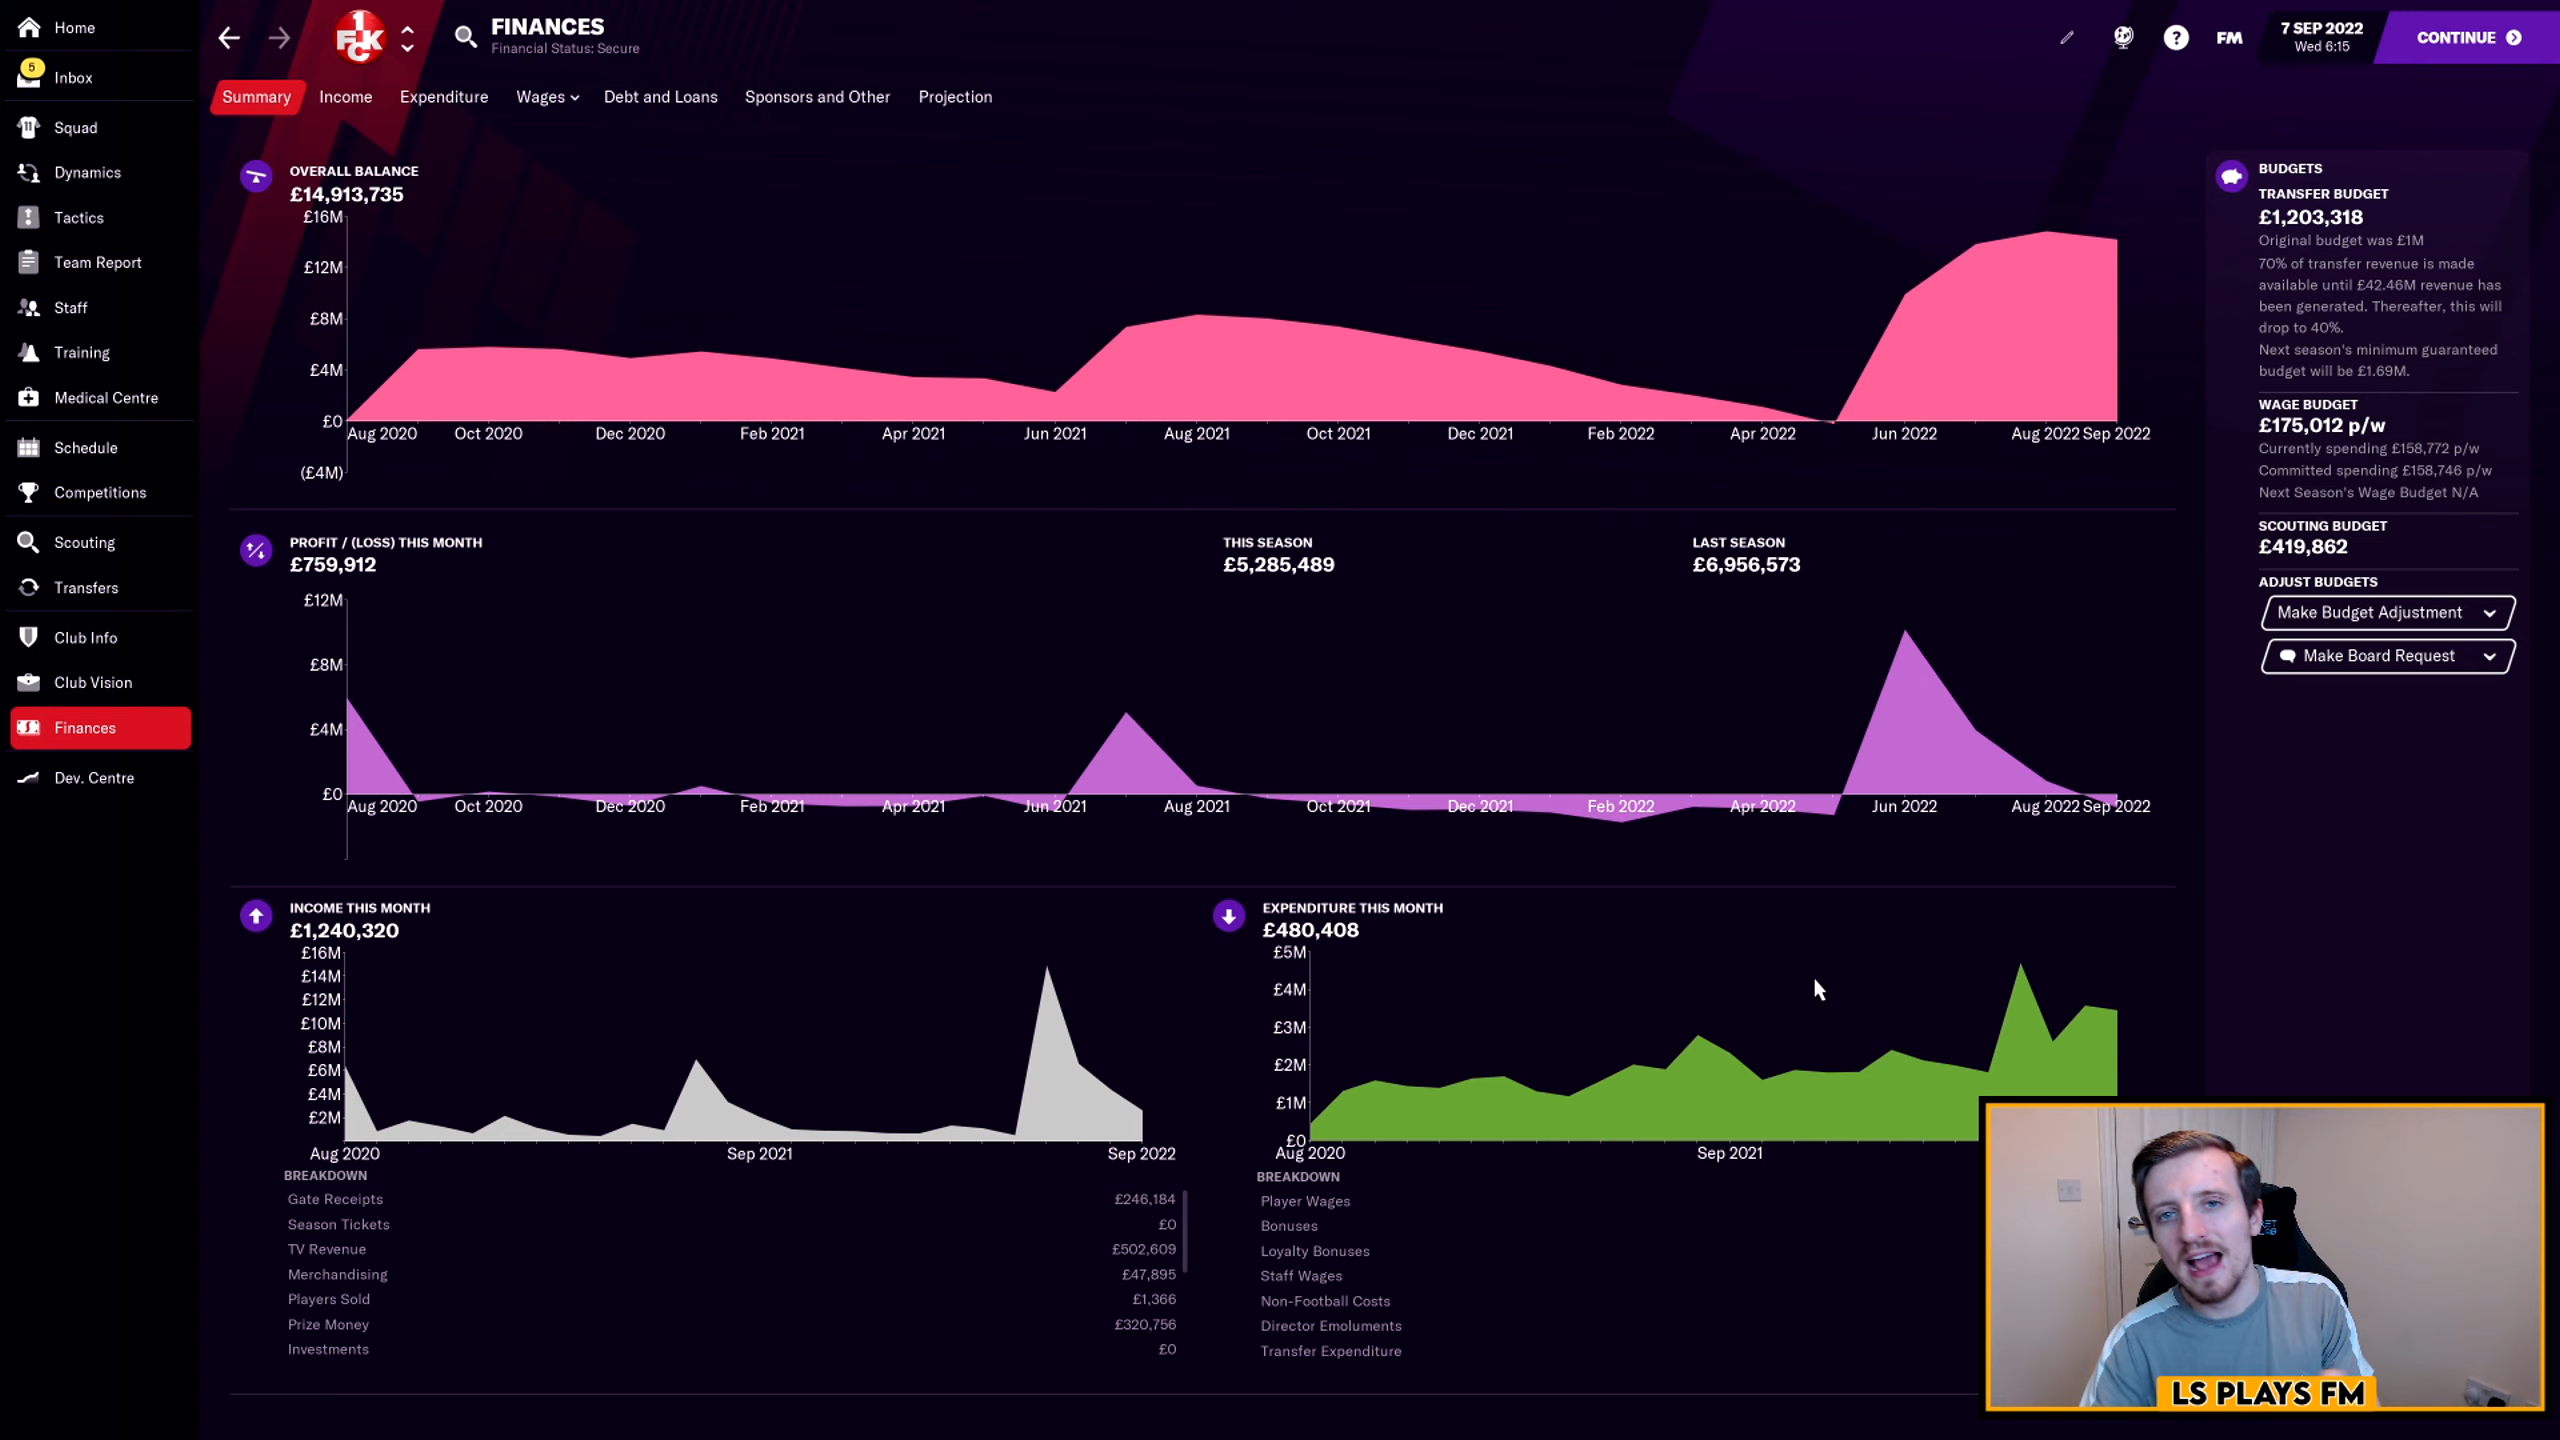 Home
5
Inbox
Squad
Dynamics
Tactics
Team Report
Staff
Training
Medical Centre
Schedule
Competitions
Scouting
Transfers
Club Info
Club Vision
Finances
Dev. Centre
1
FCK
FINANCES
Financial Status: Secure
FM
7 SEP 2022
Wed 6:15
CONTINUE
Summary Income Expenditure Wages Debt and Loans Sponsors and Other Projection
OVERALL BALANCE
£14,913,735
£16M
£12M
£8M
£4M
£0
(£4M)
Aug 2020 Oct 2020 Dec 2020 Feb 2021 Apr 2021 Jun 2021 Aug 2021 Oct 2021 Dec 2021 Feb 2022 Apr 2022 Jun 2022 Aug 2022 Sep 2022
PROFIT / (LOSS) THIS MONTH
£759,912
THIS SEASON
£5,285,489
LAST SEASON
£6,956,573
£12M
£8M
£4M
£0
Aug 2020 Oct 2020 Dec 2020 Feb 2021 Apr 2021 Jun 2021 Aug 2021 Oct 2021 Dec 2021 Feb 2022 Apr 2022 Jun 2022 Aug 2022 Sep 2022
INCOME THIS MONTH
£1,240,320
£16M
£14M
£12M
£10M
£8M
£6M
£4M
£2M
Aug 2020 Sep 2021 Sep 2022
BREAKDOWN
Gate Receipts £246,184
Season Tickets £0
TV Revenue £502,609
Merchandising £47,895
Players Sold £1,366
Prize Money £320,756
Investments £0
EXPENDITURE THIS MONTH
£480,408
£5M
£4M
£3M
£2M
£1M
£0
Aug 2020 Sep 2021
BREAKDOWN
Player Wages
Bonuses
Loyalty Bonuses
Staff Wages
Non-Football Costs
Director Emoluments
Transfer Expenditure
BUDGETS
TRANSFER BUDGET
£1,203,318
Original budget was £1M
70% of transfer revenue is made
available until £42.46M revenue has
been generated. Thereafter, this will
drop to 40%.
Next season's minimum guaranteed
budget will be £1.69M.
WAGE BUDGET
£175,012 p/w
Currently spending £158,772 p/w
Committed spending £158,746 p/w
Next Season's Wage Budget N/A
SCOUTING BUDGET
£419,862
ADJUST BUDGETS
Make Budget Adjustment
Make Board Request
LS PLAYS FM